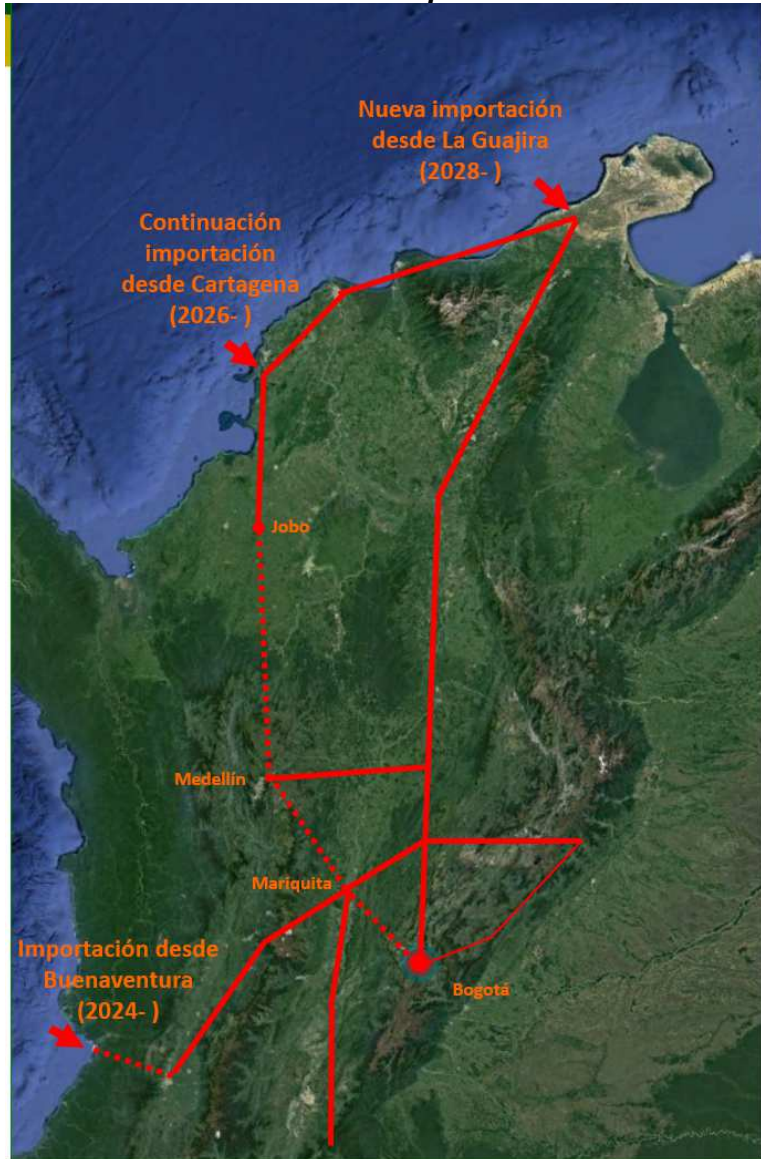 Nueva importación
desde La Guajira
(2028- )
Continuación
importación
desde Cartagena
(2026- )
Jobo
Medellín
Mariquita
Importación desde
Buenaventura
(2024- )
Bogotá